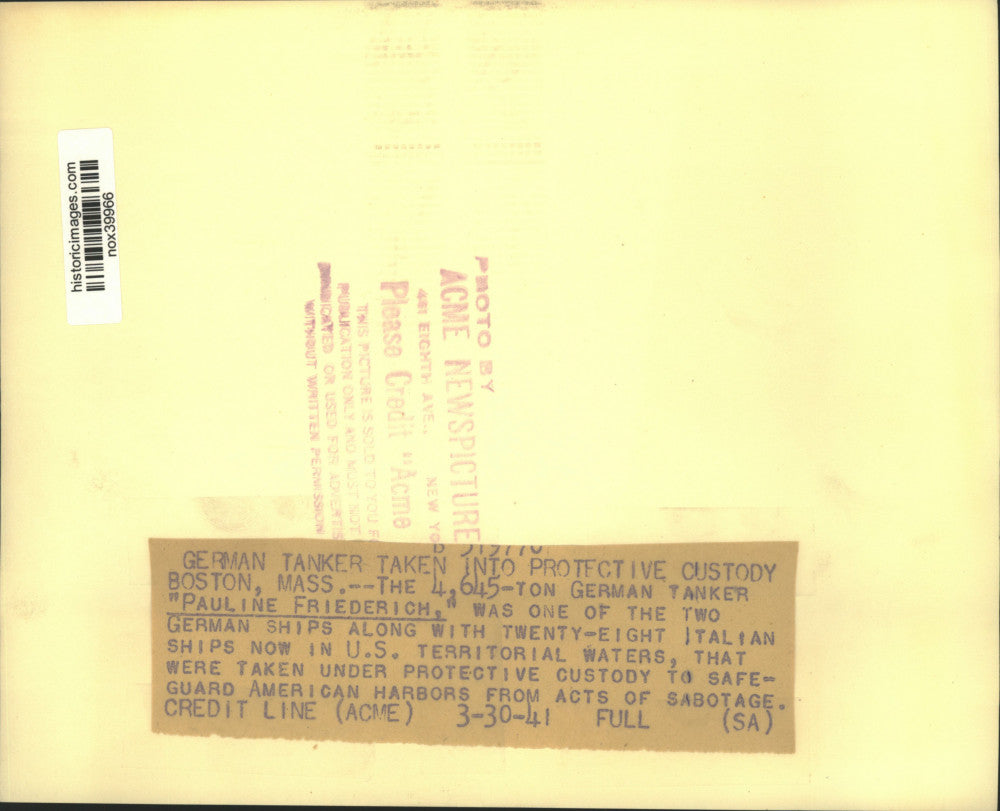 historicimages.com
nox39966
PHOTO BY
ACME NEWSPICTURE
461 EIGHTH AVE., NEW YO
Please Credit "Acme
THIS PICTURE IS SOLD TO YOU F
PUBLICATION ONLY AND MUST NOT
OR USED FOR ADVERTIS
WITHOUT WRITTEN PERMISSION
GERMAN TANKER TAKEN INTO PROTECTIVE CUSTODY
BOSTON, MASS.--THE 4,645-TON GERMAN TANKER
"PAULINE FRIEDERICH," WAS ONE OF THE TWO
GERMAN SHIPS ALONG WITH TWENTY-EIGHT ITALIAN
SHIPS NOW IN U.S. TERRITORIAL WATERS, THAT
WERE TAKEN UNDER PROTECTIVE CUSTODY TO SAFE-
GUARD AMERICAN HARBORS FROM ACTS OF SABOTAGE.
CREDIT LINE (ACME) 3-30-41 FULL (SA)